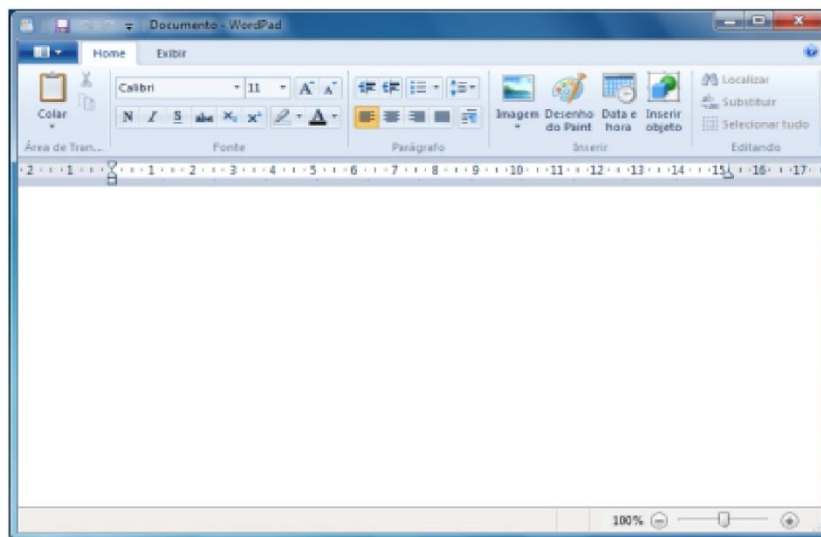 Documento - WordPad
Home Exibir
Colar
Área de Tran...
Calibri 11 A A
N I S abc X₂ X² A
Fonte
Parágrafo
Imagem Desenho do Paint Data e hora Inserir objeto
Inserir
Localizar
Substituir
Selecionar tudo
Editando
2 1 1 2 3 4 5 6 7 8 9 10 11 12 13 14 15 16 17
100%